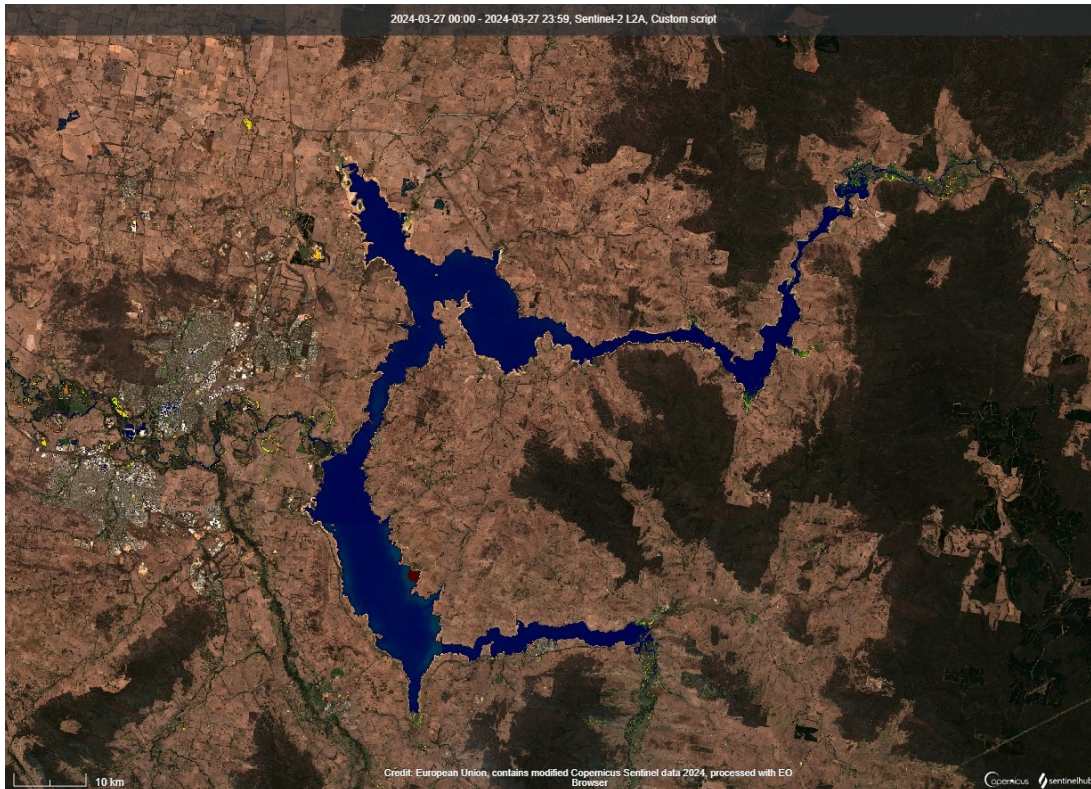 2024-03-27 00:00 - 2024-03-27 23:59, Sentinel-2 L2A, Custom script
10 km
Credit: European Union, contains modified Copernicus Sentinel data 2024, processed with EO
Browser
opernicus
sentinelhub